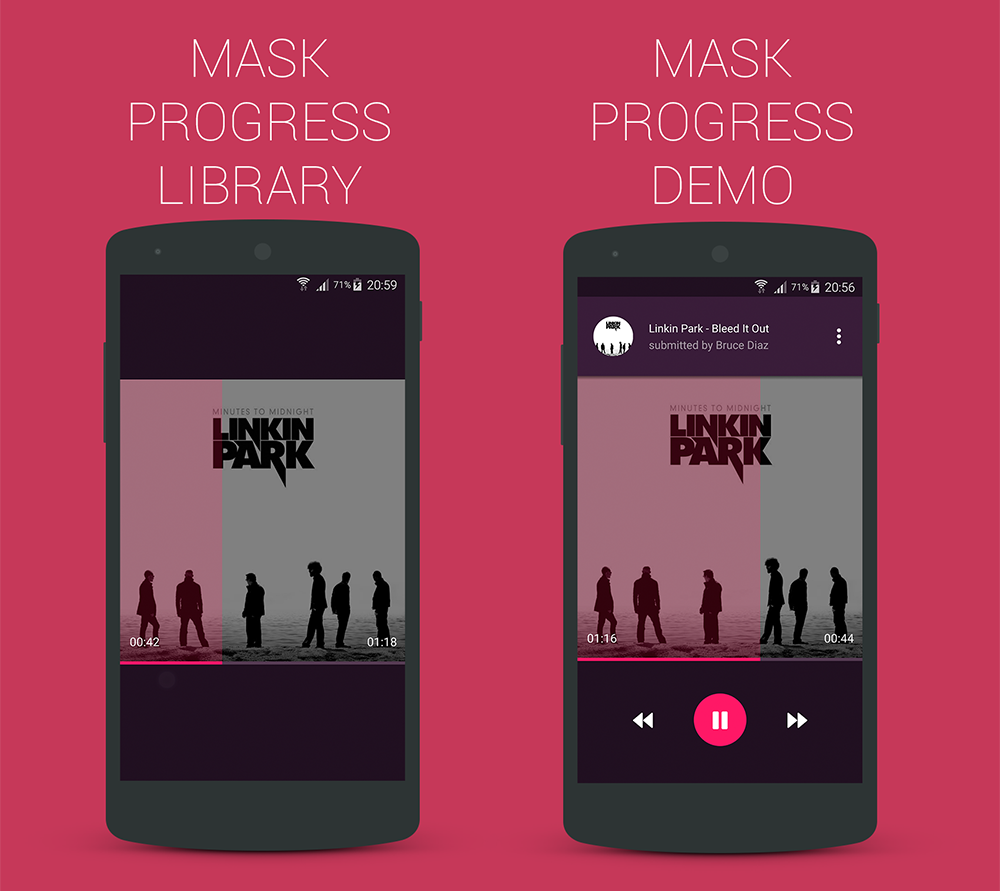 MASK
PROGRESS
LIBRARY
71% 20:59
MINUTES TO MIDNIGHT
LINKIN
PARK
00:42 01:18
MASK
PROGRESS
DEMO
71% 20:56
LINKIN
PARK
Linkin Park - Bleed It Out
submitted by Bruce Diaz
MINUTES TO MIDNIGHT
LINKIN
PARK
01:16 00:44